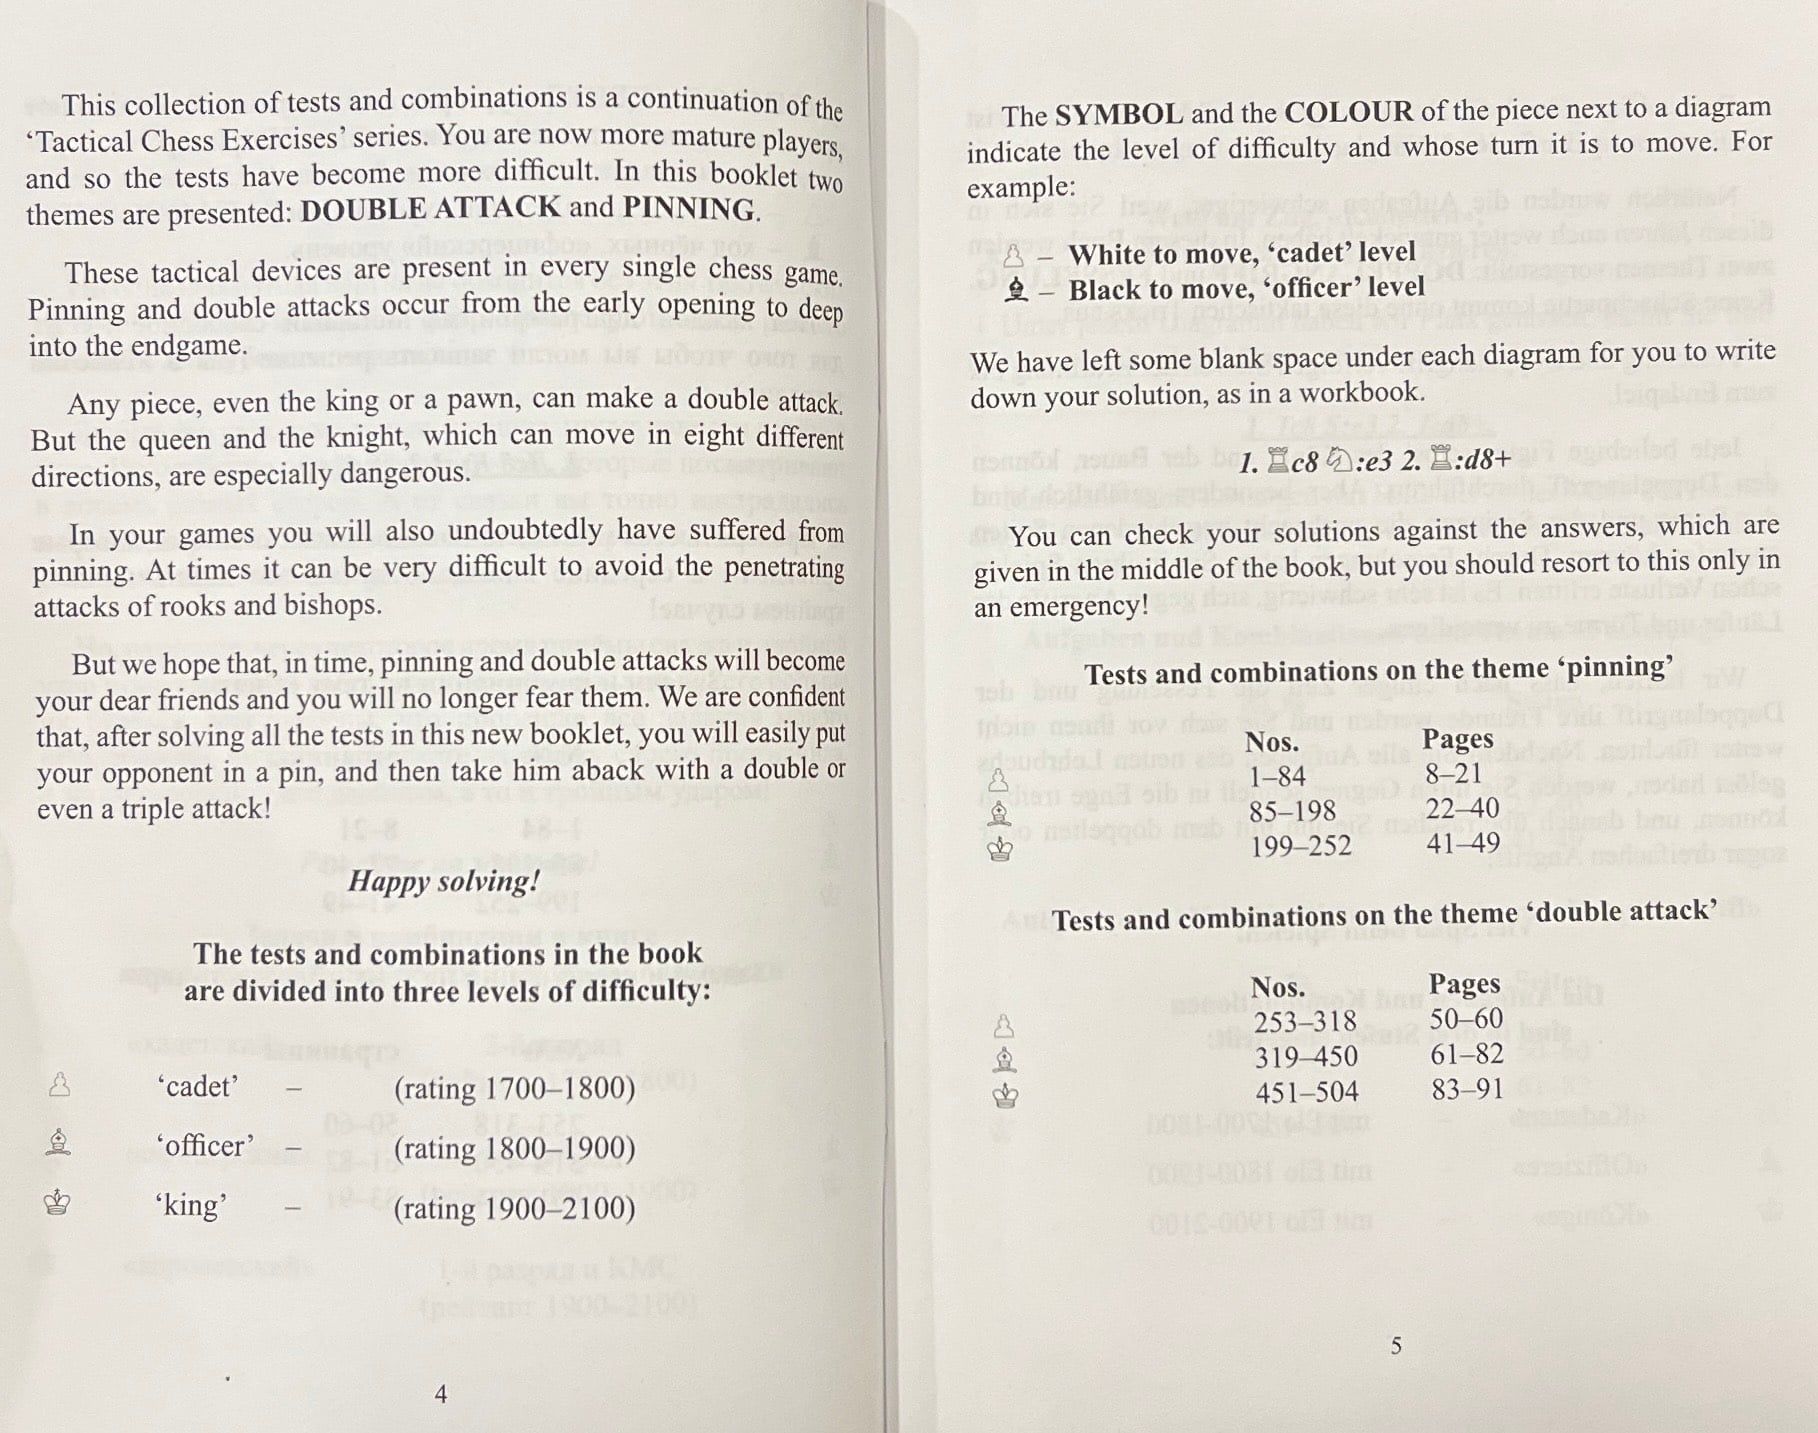 This collection of tests and combinations is a continuation of the
‘Tactical Chess Exercises’ series. You are now more mature players,
and so the tests have become more difficult. In this booklet two
themes are presented: DOUBLE ATTACK and PINNING.
These tactical devices are present in every single chess game.
Pinning and double attacks occur from the early opening to deep
into the endgame.
Any piece, even the king or a pawn, can make a double attack.
But the queen and the knight, which can move in eight different
directions, are especially dangerous.
In your games you will also undoubtedly have suffered from
pinning. At times it can be very difficult to avoid the penetrating
attacks of rooks and bishops.
But we hope that, in time, pinning and double attacks will become
your dear friends and you will no longer fear them. We are confident
that, after solving all the tests in this new booklet, you will easily put
your opponent in a pin, and then take him aback with a double or
even a triple attack!
Happy solving!
The tests and combinations in the book
are divided into three levels of difficulty:
♙ ‘cadet’ – (rating 1700–1800)
♗ ‘officer’ – (rating 1800–1900)
♔ ‘king’ – (rating 1900–2100)
4
The SYMBOL and the COLOUR of the piece next to a diagram
indicate the level of difficulty and whose turn it is to move. For
example:
♙ – White to move, ‘cadet’ level
♝ – Black to move, ‘officer’ level
We have left some blank space under each diagram for you to write
down your solution, as in a workbook.
1. ♖c8 ♘:e3 2. ♖:d8+
You can check your solutions against the answers, which are
given in the middle of the book, but you should resort to this only in
an emergency!
Tests and combinations on the theme ‘pinning’
Nos. Pages
♙ 1–84 8–21
♗ 85–198 22–40
♔ 199–252 41–49
Tests and combinations on the theme ‘double attack’
Nos. Pages
♙ 253–318 50–60
♗ 319–450 61–82
♔ 451–504 83–91
5